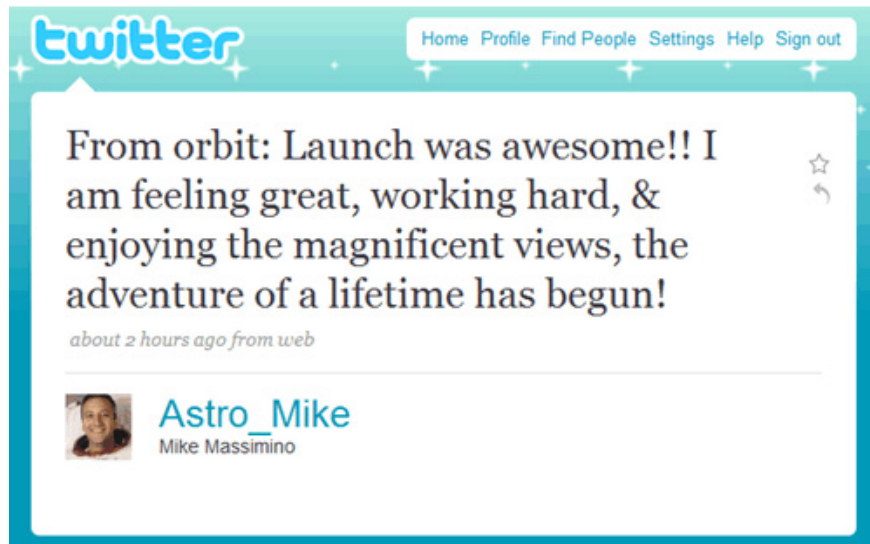 twitter
Home Profile Find People Settings Help Sign out
From orbit: Launch was awesome!! I
am feeling great, working hard, &
enjoying the magnificent views, the
adventure of a lifetime has begun!
about 2 hours ago from web
Astro_Mike
Mike Massimino